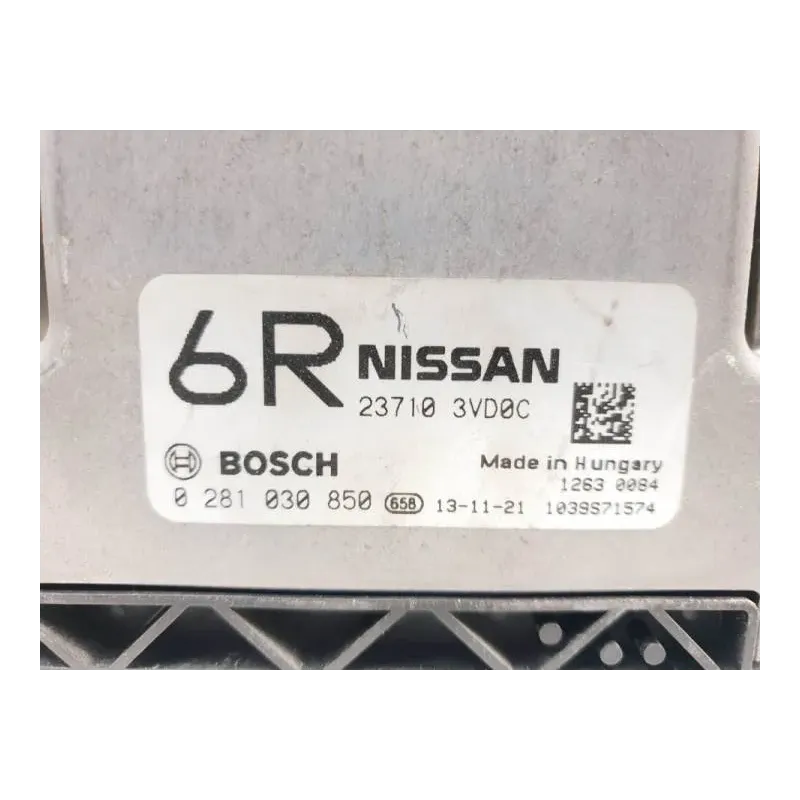 6R NISSAN
23710 3VD0C
BOSCH Made in Hungary
1263 0084
0 281 030 850 658 13-11-21 1039S71574